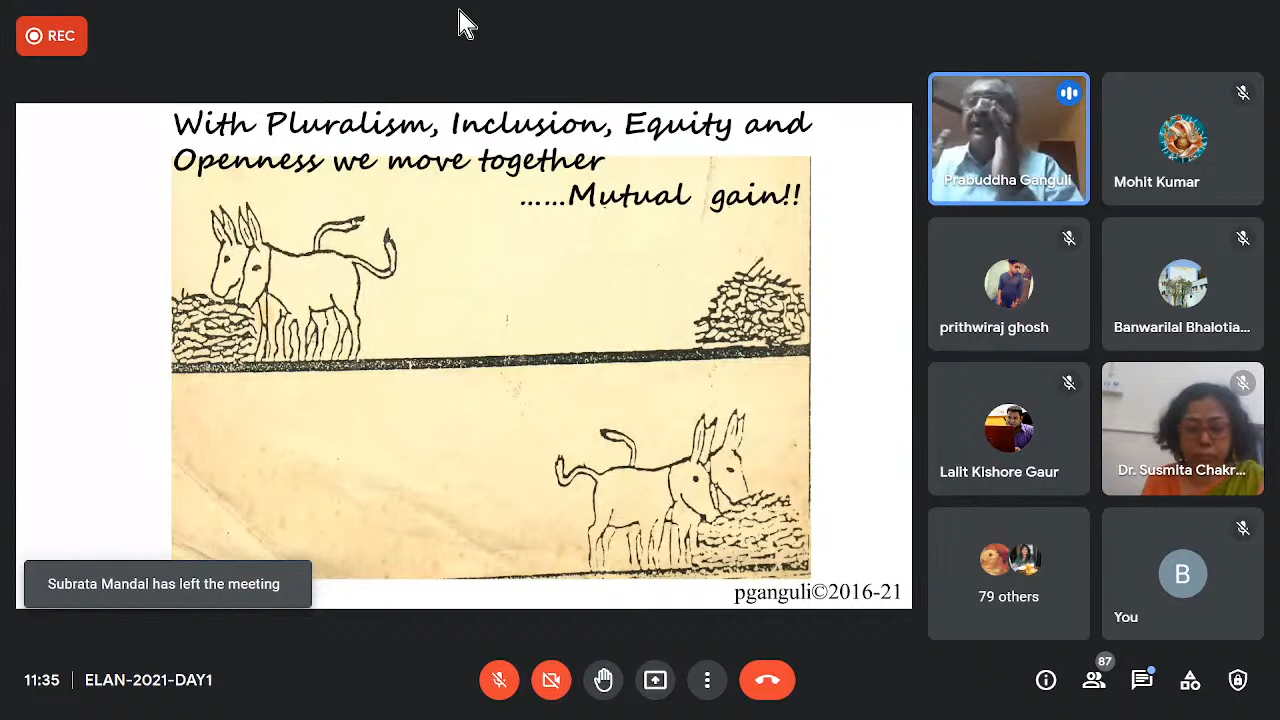 REC
With Pluralism, Inclusion, Equity and
Openness we move together
......Mutual gain!!
pganguli©2016-21
Subrata Mandal has left the meeting
Prabuddha Ganguli
Mohit Kumar
prithwiraj ghosh
Banwarilal Bhalotia...
Lalit Kishore Gaur
Dr. Susmita Chakr...
79 others
B
You
11:35 | ELAN-2021-DAY1
87